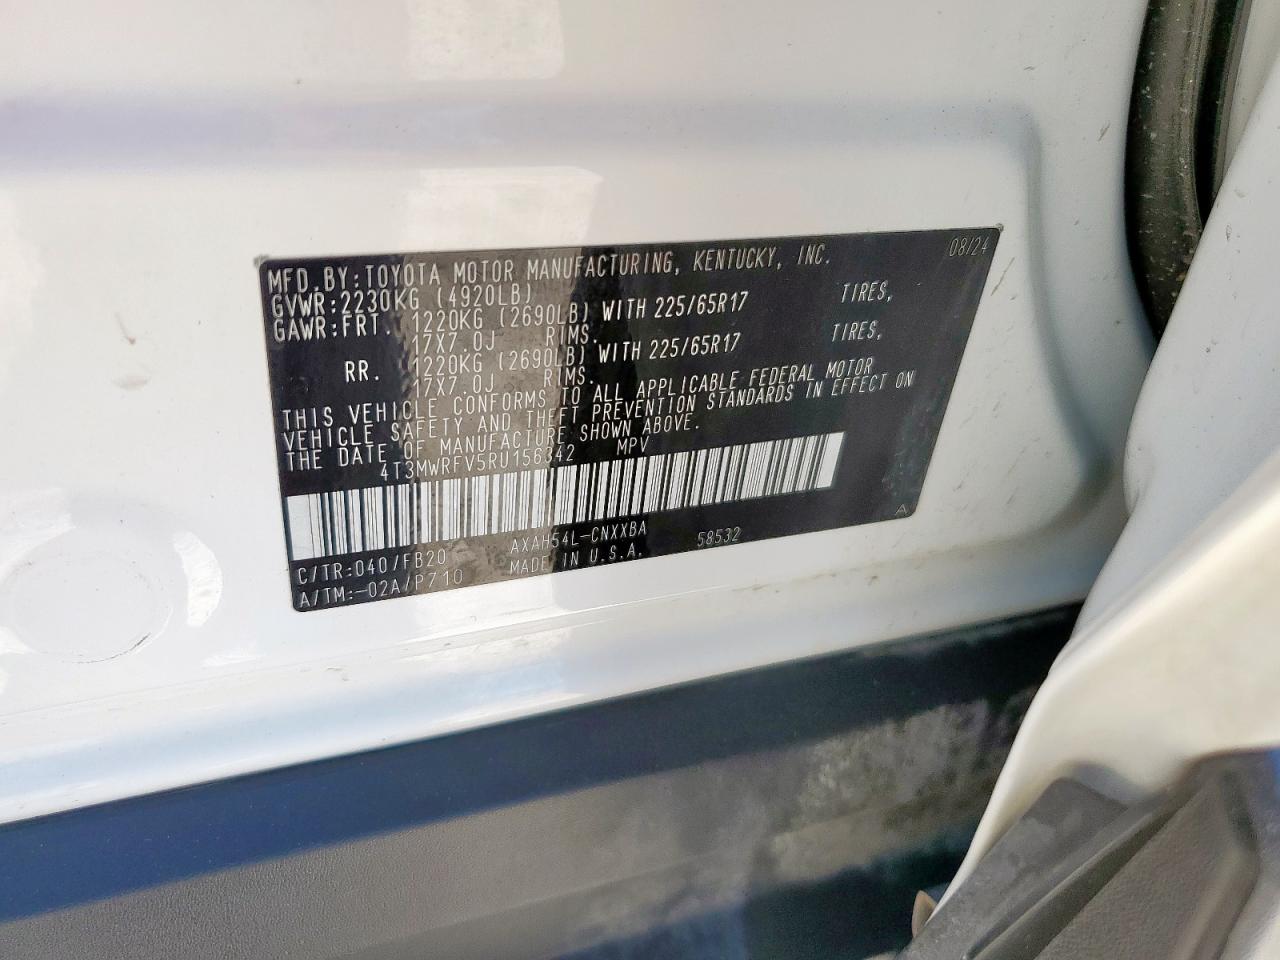 MFD.BY:TOYOTA MOTOR MANUFACTURING, KENTUCKY, INC. 08/24
GVWR:2230KG (4920LB)
GAWR:FRT. 1220KG (2690LB) WITH 225/65R17 TIRES,
17X7.0J RIMS.
RR. 1220KG (2690LB) WITH 225/65R17 TIRES,
17X7.0J RIMS.
THIS VEHICLE CONFORMS TO ALL APPLICABLE FEDERAL MOTOR
VEHICLE SAFETY AND THEFT PREVENTION STANDARDS IN EFFECT ON
THE DATE OF MANUFACTURE SHOWN ABOVE.
4T3MWRFV5RU156342 MPV
C/TR:040/FB20 AXAH54L-CNXXBA 58532 A
A/TM:-02A/P710 MADE IN U.S.A.